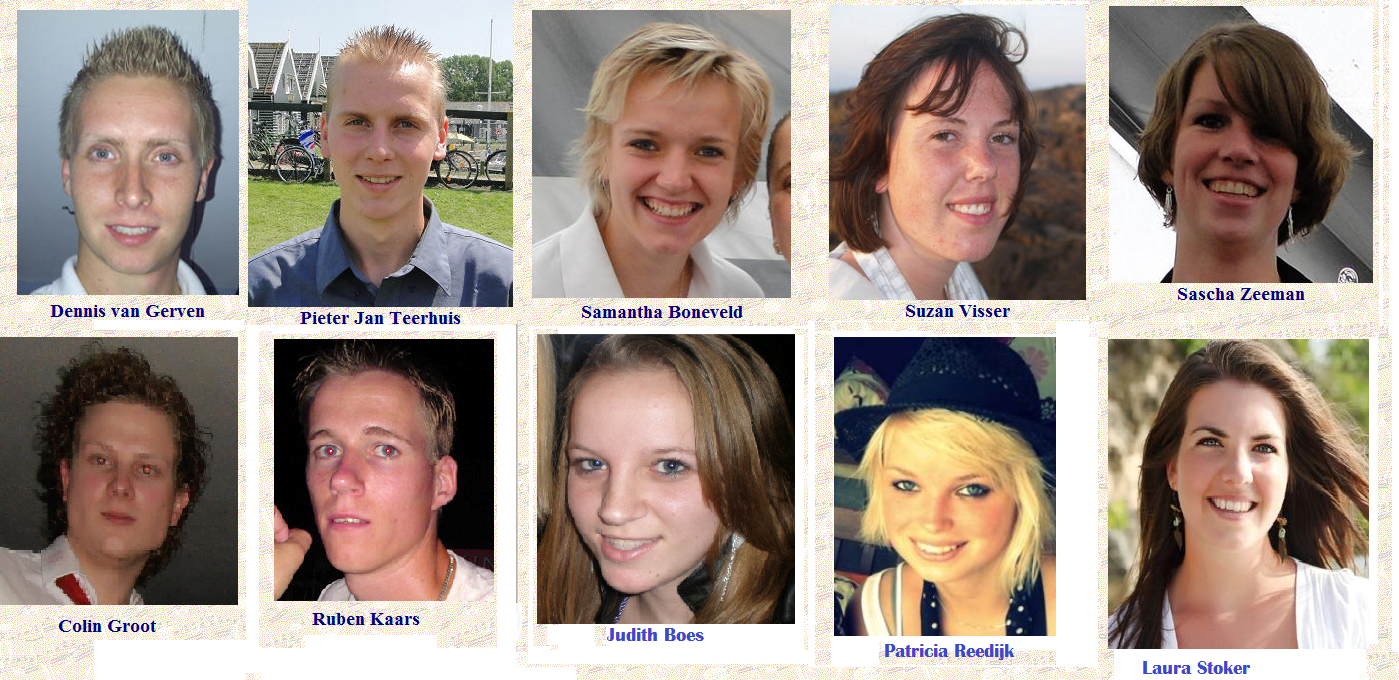 Dennis van Gerven
Pieter Jan Teerhuis
Samantha Boneveld
Suzan Visser
Sascha Zeeman
Colin Groot
Ruben Kaars
Judith Boes
Patricia Reedijk
Laura Stoker